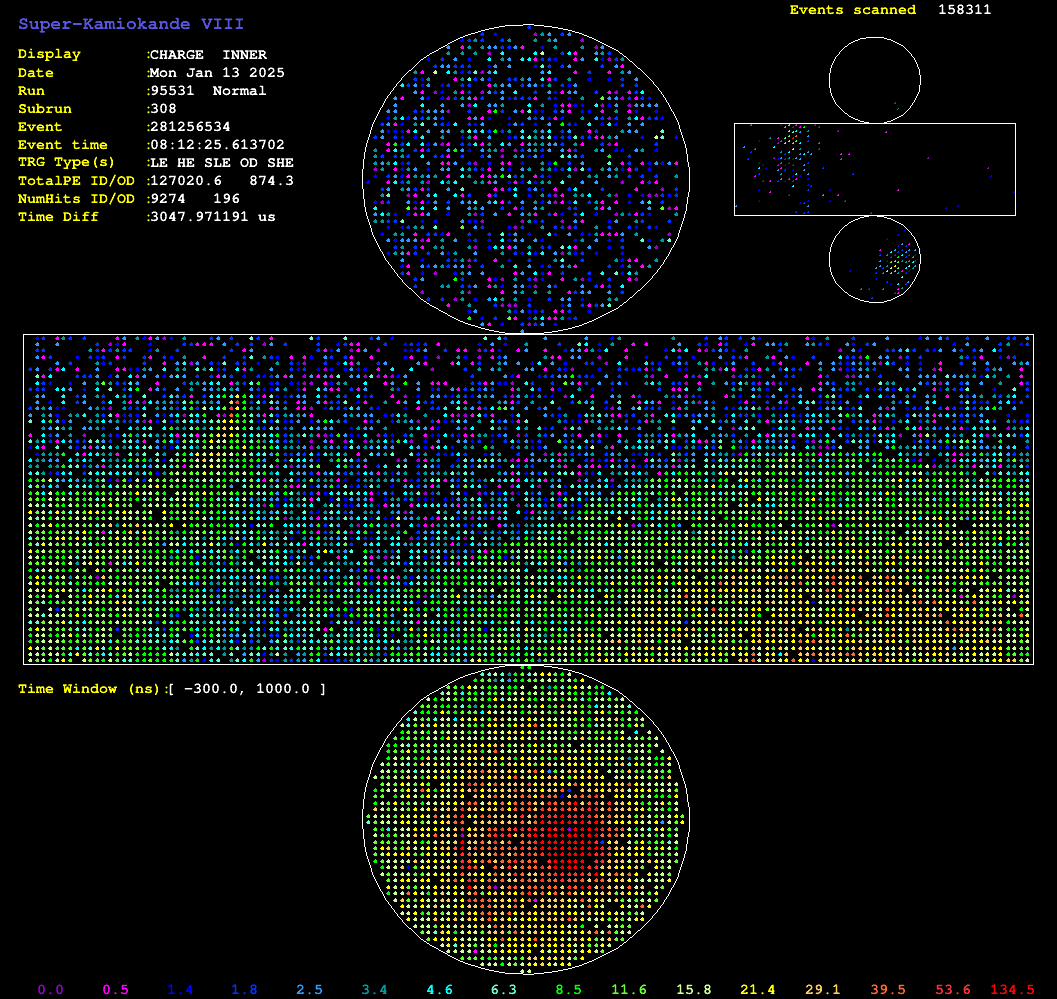 Super-Kamiokande VIII
Events scanned 158311
Display :CHARGE INNER
Date :Mon Jan 13 2025
Run :95531 Normal
Subrun :308
Event :281256534
Event time :08:12:25.613702
TRG Type(s) :LE HE SLE OD SHE
TotalPE ID/OD :127020.6 874.3
NumHits ID/OD :9274 196
Time Diff :3047.971191 us
Time Window (ns):[ -300.0, 1000.0 ]
0.0 0.5 1.4 1.8 2.5 3.4 4.6 6.3 8.5 11.6 15.8 21.4 29.1 39.5 53.6 134.5